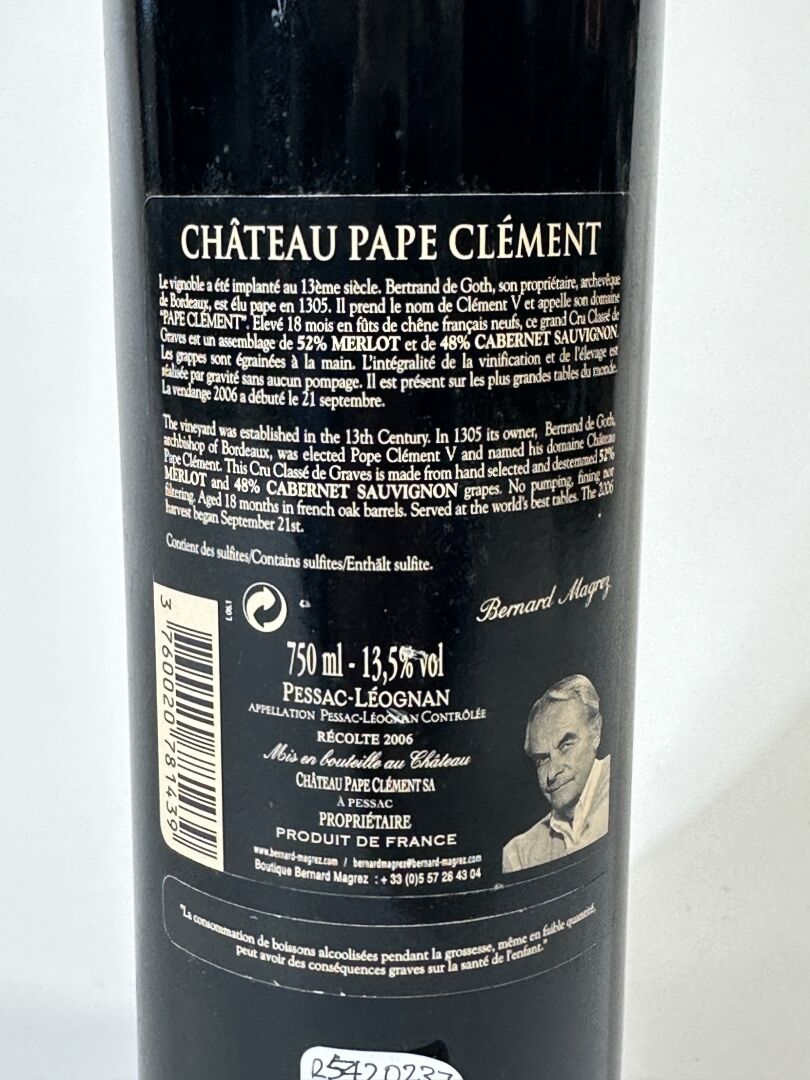 CHÂTEAU PAPE CLÉMENT
Le vignoble a été implanté au 13ème siècle. Bertrand de Goth, son propriétaire, archevêque
de Bordeaux, est élu pape en 1305. Il prend le nom de Clément V et appelle son domaine
"PAPE CLÉMENT". Elevé 18 mois en fûts de chêne français neufs, ce grand Cru Classé de
Graves est un assemblage de 52% MERLOT et de 48% CABERNET SAUVIGNON.
Les grappes sont égrainées à la main. L'intégralité de la vinification et de l'élevage est
réalisée par gravité sans aucun pompage. Il est présent sur les plus grandes tables du monde.
La vendange 2006 a débuté le 21 septembre.
The vineyard was established in the 13th Century. In 1305 its owner, Bertrand de Goth,
archbishop of Bordeaux, was elected Pope Clément V and named his domaine Château
Pape Clément. This Cru Classé de Graves is made from hand selected and destemmed 52%
MERLOT and 48% CABERNET SAUVIGNON grapes. No pumping, fining nor
filtering. Aged 18 months in french oak barrels. Served at the world's best tables. The 2006
harvest began September 21st.
Contient des sulfites/Contains sulfites/Enthält sulfite.
L 06.1
Bernard Magrez
3 760020 781439
750 ml - 13,5% vol
PESSAC-LÉOGNAN
APPELLATION PESSAC-LÉOGNAN CONTRÔLÉE
RÉCOLTE 2006
Mis en bouteille au Château
CHÂTEAU PAPE CLÉMENT SA
À PESSAC
PROPRIÉTAIRE
PRODUIT DE FRANCE
www.bernard-magrez.com / bernardmagrez@bernard-magrez.com
Boutique Bernard Magrez : + 33 (0)5 57 26 43 04
"La consommation de boissons alcoolisées pendant la grossesse, même en faible quantité,
peut avoir des conséquences graves sur la santé de l'enfant."
R5420237